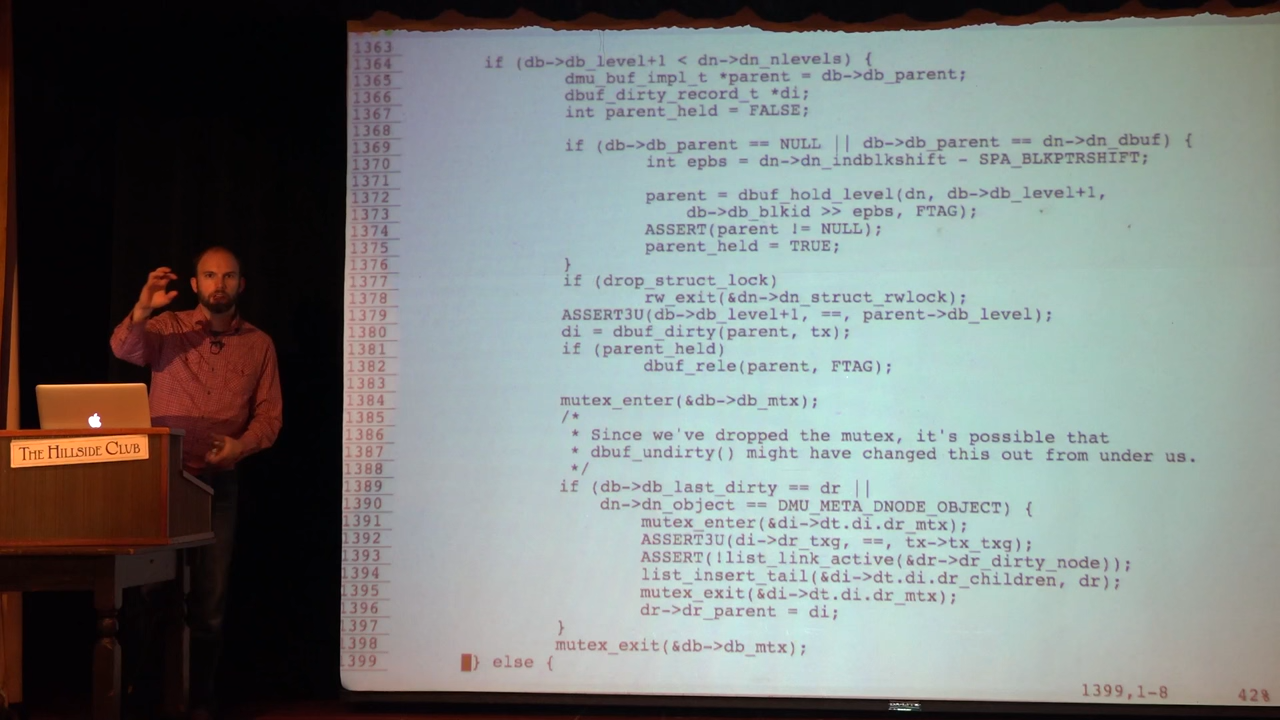 1363
1364 if (db->db_level+1 < dn->dn_nlevels) {
1365 dmu_buf_impl_t *parent = db->db_parent;
1366 dbuf_dirty_record_t *di;
1367 int parent_held = FALSE;
1368
1369 if (db->db_parent == NULL || db->db_parent == dn->dn_dbuf) {
1370 int epbs = dn->dn_indblkshift - SPA_BLKPTRSHIFT;
1371
1372 parent = dbuf_hold_level(dn, db->db_level+1,
1373 db->db_blkid >> epbs, FTAG);
1374 ASSERT(parent != NULL);
1375 parent_held = TRUE;
1376 }
1377 if (drop_struct_lock)
1378 rw_exit(&dn->dn_struct_rwlock);
1379 ASSERT3U(db->db_level+1, ==, parent->db_level);
1380 di = dbuf_dirty(parent, tx);
1381 if (parent_held)
1382 dbuf_rele(parent, FTAG);
1383
1384 mutex_enter(&db->db_mtx);
1385 /*
1386 * Since we've dropped the mutex, it's possible that
1387 * dbuf_undirty() might have changed this out from under us.
1388 */
1389 if (db->db_last_dirty == dr ||
1390 dn->dn_object == DMU_META_DNODE_OBJECT) {
1391 mutex_enter(&di->dt.di.dr_mtx);
1392 ASSERT3U(di->dr_txg, ==, tx->tx_txg);
1393 ASSERT(!list_link_active(&dr->dr_dirty_node));
1394 list_insert_tail(&di->dt.di.dr_children, dr);
1395 mutex_exit(&di->dt.di.dr_mtx);
1396 dr->dr_parent = di;
1397 }
1398 mutex_exit(&db->db_mtx);
1399 } else {
1399,1-8 42%
THE HILLSIDE CLUB